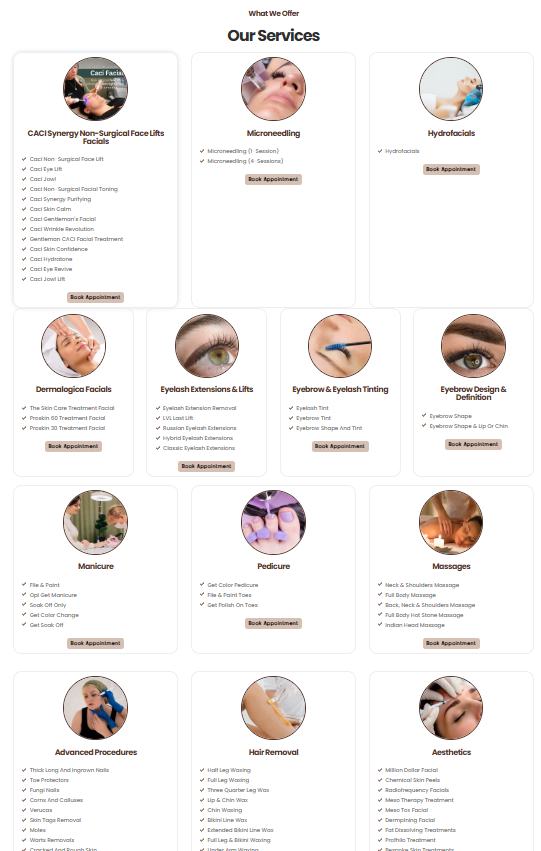 What We Offer
Our Services
Caci Facial
CACI Synergy Non-Surgical Face Lifts
Facials
Caci Non Surgical Face Lift
Caci Eye Lift
Caci Jowl
Caci Non Surgical Facial Toning
Caci Synergy Purifying
Caci Skin Calm
Caci Gentleman's Facial
Caci Wrinkle Revolution
Gentleman CACI Facial Treatment
Caci Skin Confidence
Caci Hydratone
Caci Eye Revive
Caci Jowl Lift
Book Appointment
Microneedling
Microneedling (1 Sessions)
Microneedling (4 Sessions)
Book Appointment
Hydrofacials
Hydrofacials
Book Appointment
Dermalogica Facials
The Skin Care Treatment Facial
Proskin 60 Treatment Facial
Proskin 30 Treatment Facial
Book Appointment
Eyelash Extensions & Lifts
Eyelash Extension Removal
LVL Last Lift
Russian Eyelash Extensions
Hybrid Eyelash Extensions
Classic Eyelash Extensions
Book Appointment
Eyebrow & Eyelash Tinting
Eyelash Tint
Eyebrow Tint
Eyebrow Shape And Tint
Book Appointment
Eyebrow Design &
Definition
Eyebrow Shape
Eyebrow Shape & Lip Or Chin
Book Appointment
Manicure
File & Paint
Opi Gel Manicure
Soak Off Only
Get Color Change
Get Soak Off
Book Appointment
Pedicure
Get Color Pedicure
File & Paint Toes
Get Polish On Toes
Book Appointment
Massages
Neck & Shoulders Massage
Full Body Massage
Back, Neck & Shoulders Massage
Full Body Hot Stone Massage
Indian Head Massage
Book Appointment
Advanced Procedures
Thick Long And Ingrown Nails
Toe Protectors
Fungi Nails
Corns And Calluses
Verucas
Skin Tags Removal
Moles
Warts Removals
Cracked And Rough Skin
Hair Removal
Half Leg Waxing
Full Leg Waxing
Three Quarter Leg Wax
Lip & Chin Wax
Chin Waxing
Bikini Line Wax
Extended Bikini Line Wax
Full Leg & Bikini Waxing
Under Arm Waxing
Aesthetics
Million Dollar Facial
Chemical Skin Peels
Radiofrequency Facials
Meso Therapy Treatment
Meso Tox Facial
Dermplning Facial
Fat Dissolving Treatments
Profhilo Treatment
Bespoke Skin Treatments